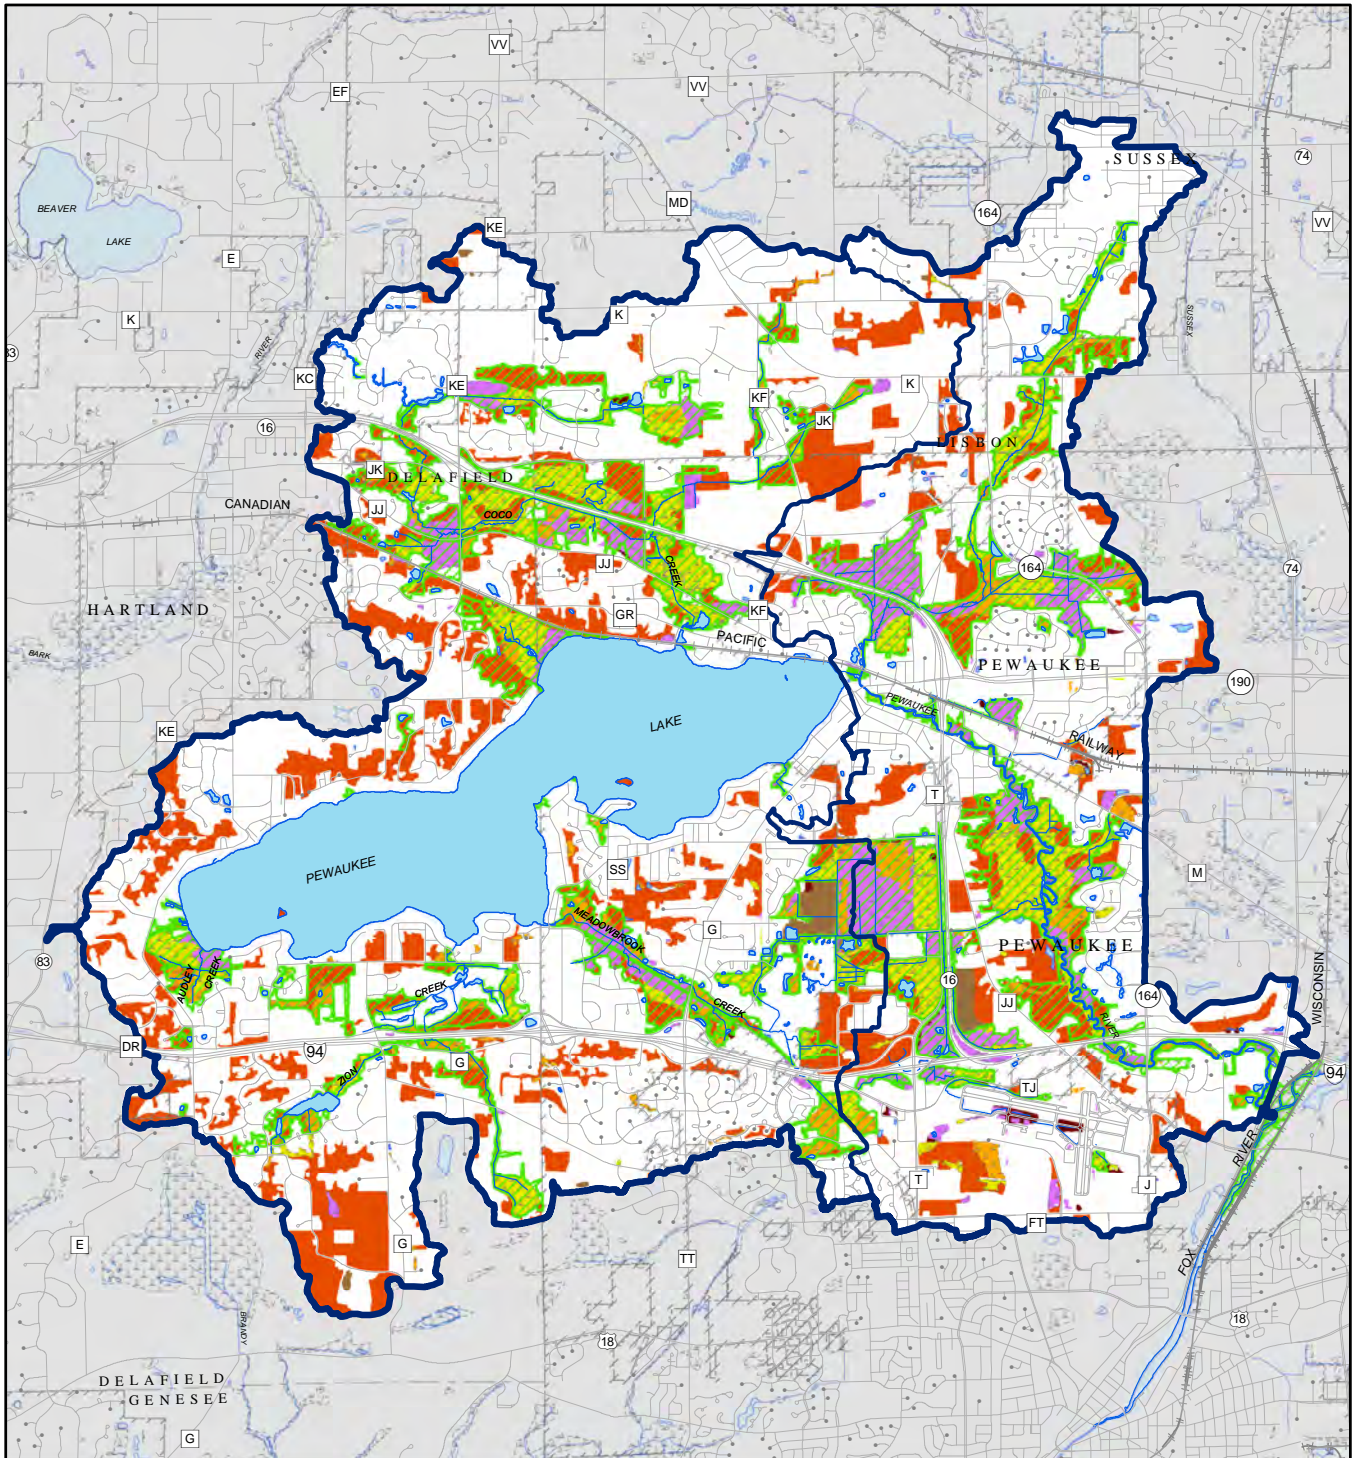 VV
VV
EF
SUSSEX
74
BEAVER
LAKE
MD
164
VV
KE
E
K
K
SUSSEX
RIVER
83
KC
KE
K
KF
JK
16
LISBON
JK
DELAFIELD
CANADIAN
JJ
COCO
JJ
CREEK
164
74
HARTLAND
GR
KF
PACIFIC
BARK
PEWAUKEE
190
PEWAUKEE
LAKE
KE
RAILWAY
T
PEWAUKEE
SS
M
MEADOWBROOK
G
PEWAUKEE
83
AUDLEY
CREEK
CREEK
16
JJ
164
WISCONSIN
CREEK
RIVER
DR
94
G
ZION
TJ
94
RIVER
T
J
FT
E
G
TT
FOX
BRANDY
18
18
DELAFIELD
GENESEE
G